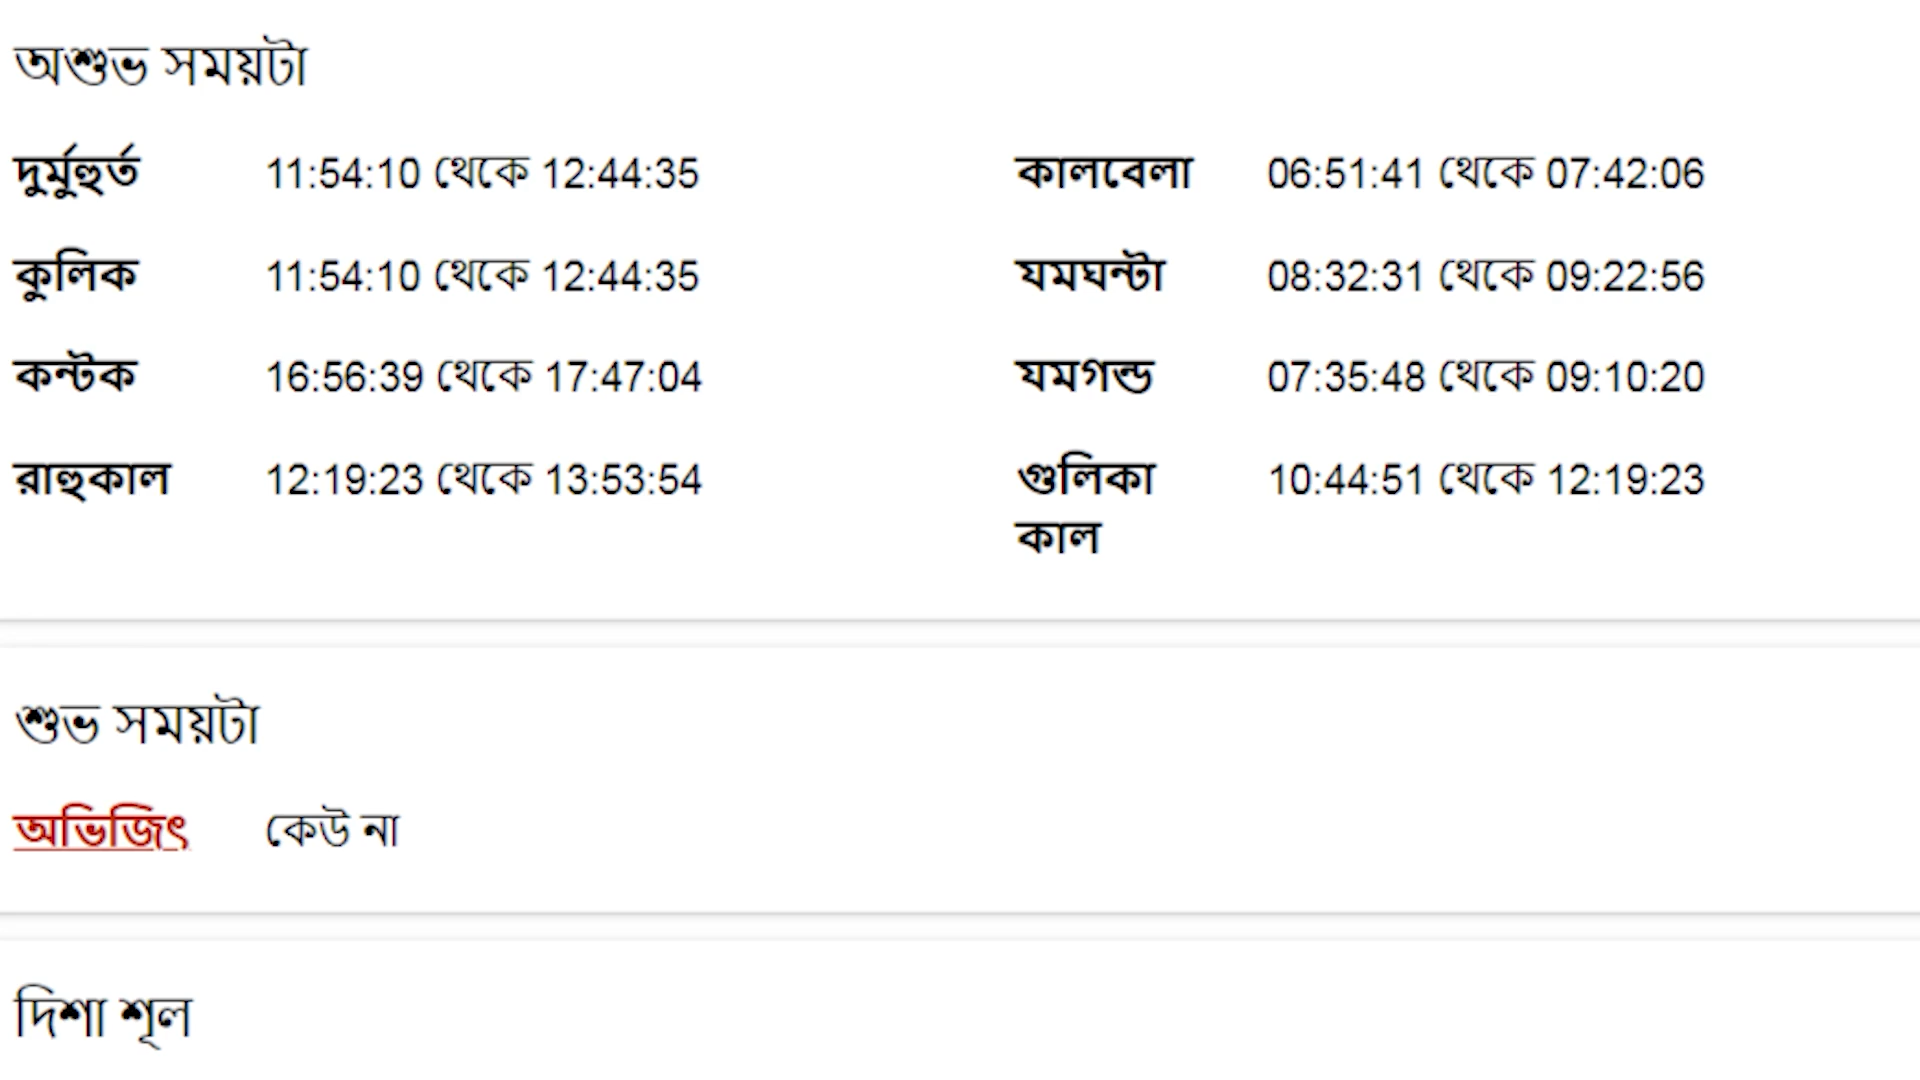 অশুভ সময়টা
দুর্মুহুর্ত 11:54:10 থেকে 12:44:35 কালবেলা 06:51:41 থেকে 07:42:06
কুলিক 11:54:10 থেকে 12:44:35 যমঘন্টা 08:32:31 থেকে 09:22:56
কন্টক 16:56:39 থেকে 17:47:04 যমগন্ড 07:35:48 থেকে 09:10:20
রাহুকাল 12:19:23 থেকে 13:53:54 গুলিকা 10:44:51 থেকে 12:19:23
কাল
শুভ সময়টা
অভিজিৎ কেউ না
দিশা শূল